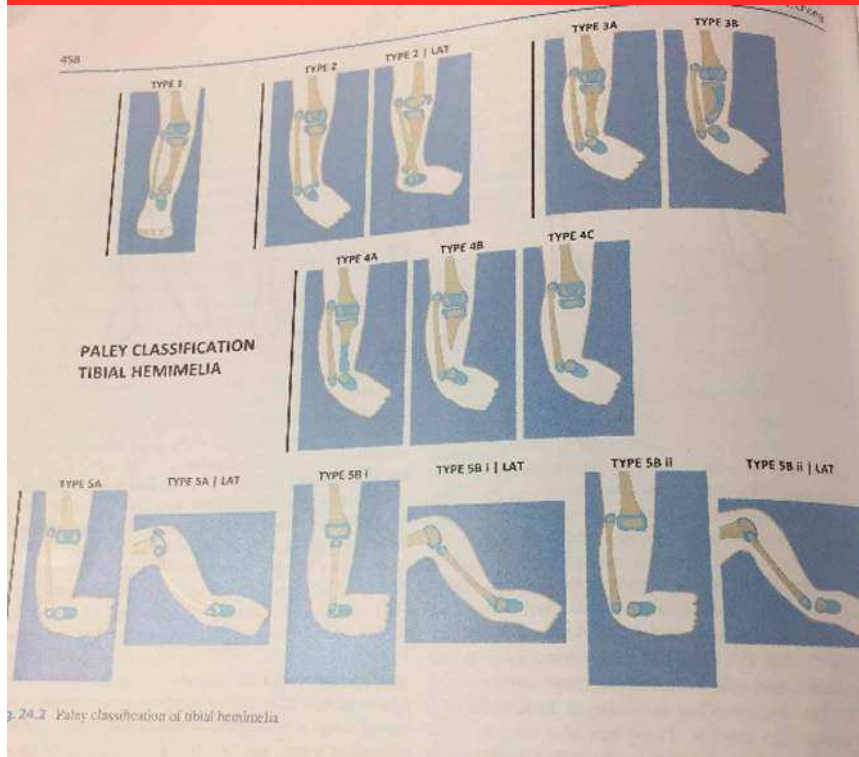 458
TYPE 1
TYPE 2
TYPE 2 | LAT
TYPE 3A
TYPE 3B
TYPE 4A
TYPE 4B
TYPE 4C
PALEY CLASSIFICATION
TIBIAL HEMIMELIA
TYPE 5A
TYPE 5A | LAT
TYPE 5B i
TYPE 5B i | LAT
TYPE 5B ii
TYPE 5B ii | LAT
24.2 Paley classification of tibial hemimelia